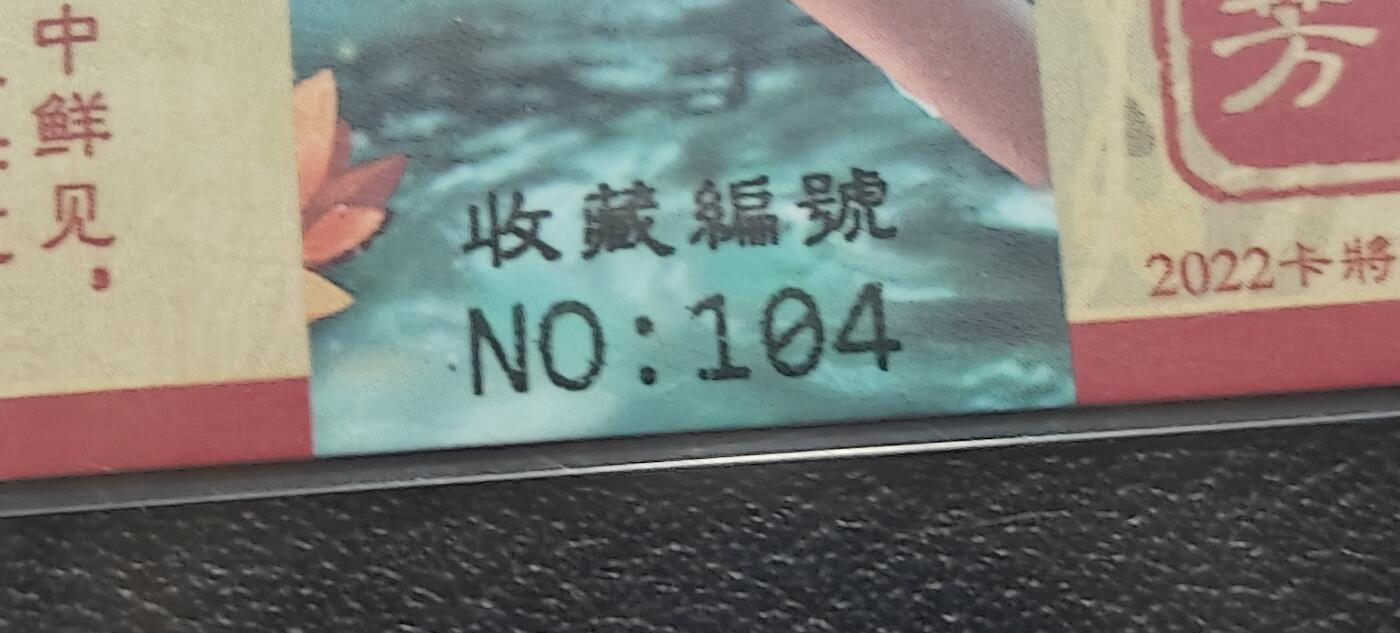 中鲜见，
芳
收藏編號
NO:104
2022卡將